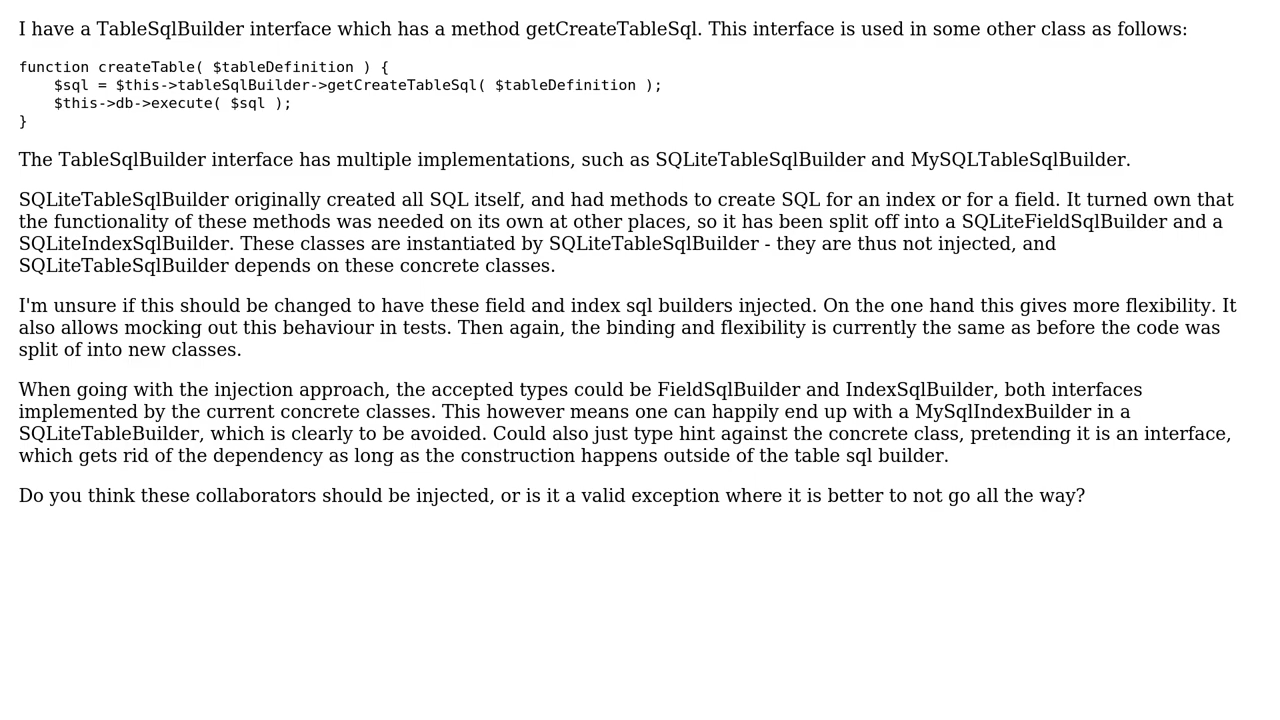 I have a TableSqlBuilder interface which has a method getCreateTableSql. This interface is used in some other class as follows:
function createTable( $tableDefinition ) {
    $sql = $this->tableSqlBuilder->getCreateTableSql( $tableDefinition );
    $this->db->execute( $sql );
}
The TableSqlBuilder interface has multiple implementations, such as SQLiteTableSqlBuilder and MySQLTableSqlBuilder.
SQLiteTableSqlBuilder originally created all SQL itself, and had methods to create SQL for an index or for a field. It turned own that
the functionality of these methods was needed on its own at other places, so it has been split off into a SQLiteFieldSqlBuilder and a
SQLiteIndexSqlBuilder. These classes are instantiated by SQLiteTableSqlBuilder - they are thus not injected, and
SQLiteTableSqlBuilder depends on these concrete classes.
I'm unsure if this should be changed to have these field and index sql builders injected. On the one hand this gives more flexibility. It
also allows mocking out this behaviour in tests. Then again, the binding and flexibility is currently the same as before the code was
split of into new classes.
When going with the injection approach, the accepted types could be FieldSqlBuilder and IndexSqlBuilder, both interfaces
implemented by the current concrete classes. This however means one can happily end up with a MySqlIndexBuilder in a
SQLiteTableBuilder, which is clearly to be avoided. Could also just type hint against the concrete class, pretending it is an interface,
which gets rid of the dependency as long as the construction happens outside of the table sql builder.
Do you think these collaborators should be injected, or is it a valid exception where it is better to not go all the way?